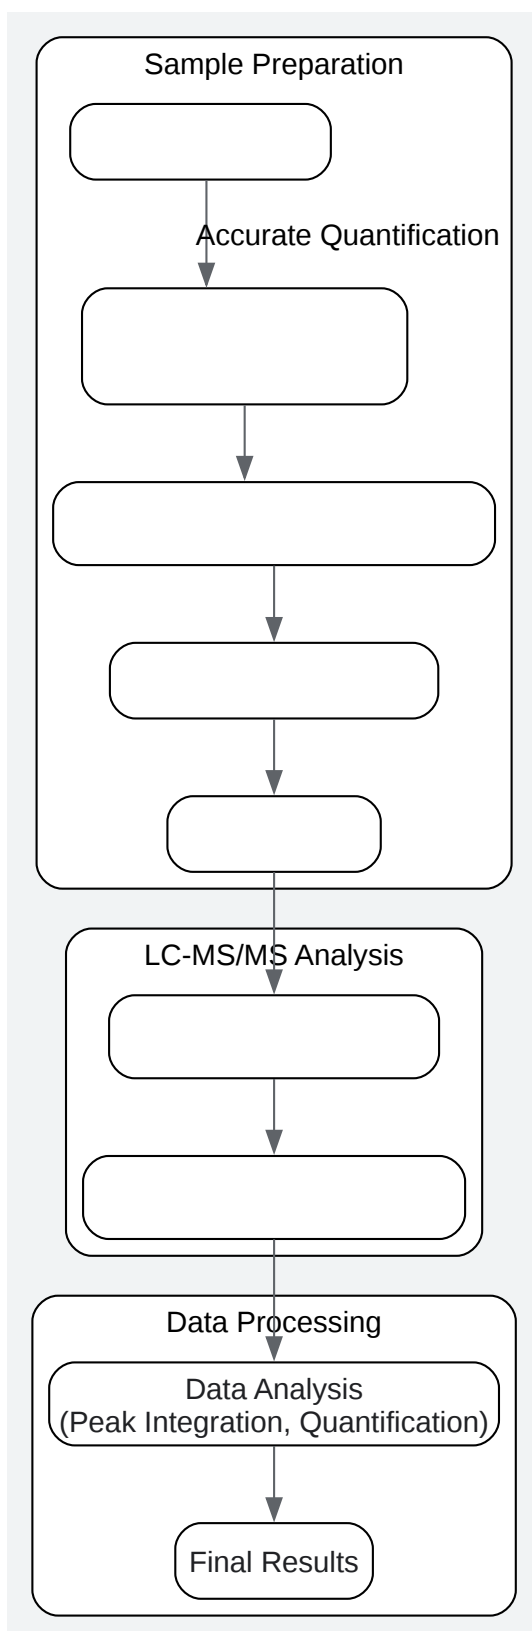 Sample Preparation
Accurate Quantification
LC-MS/MS Analysis
Data Processing
Data Analysis
(Peak Integration, Quantification)
Final Results